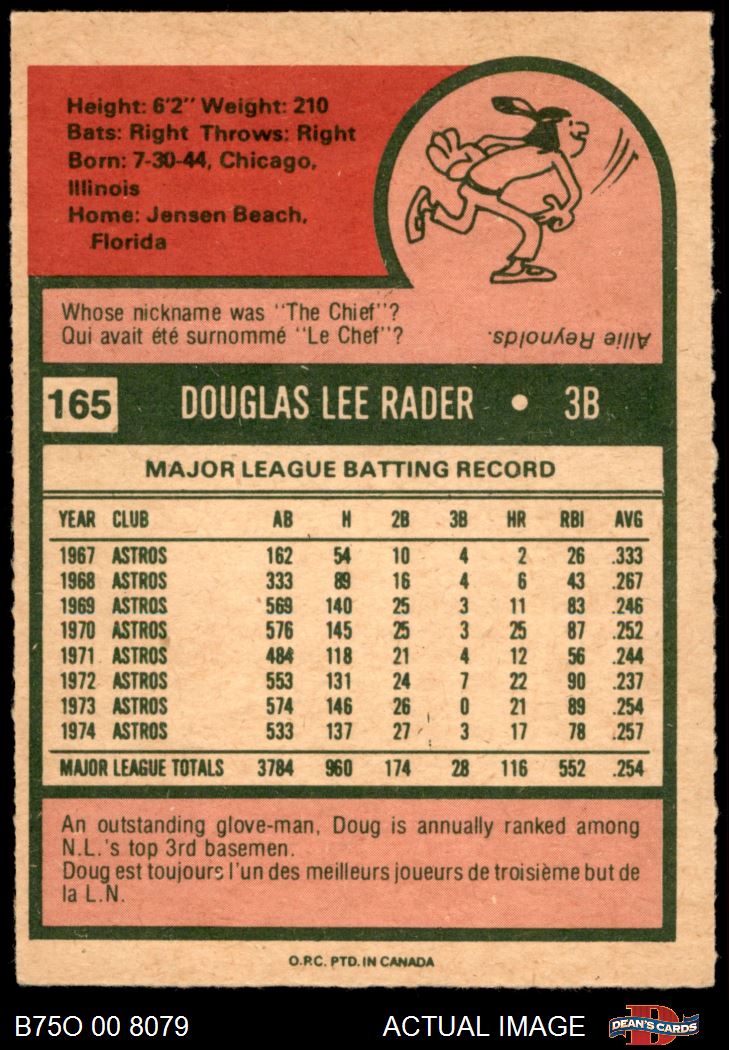 Height: 6'2" Weight: 210
Bats: Right Throws: Right
Born: 7-30-44, Chicago,
Illinois
Home: Jensen Beach,
Florida
Whose nickname was "The Chief"?
Qui avait été surnommé "Le Chef"?
Allie Reynolds.
165 DOUGLAS LEE RADER • 3B
MAJOR LEAGUE BATTING RECORD
YEAR CLUB AB H 2B 3B HR RBI AVG
1967 ASTROS 162 54 10 4 2 26 .333
1968 ASTROS 333 89 16 4 6 43 .267
1969 ASTROS 569 140 25 3 11 83 .246
1970 ASTROS 576 145 25 3 25 87 .252
1971 ASTROS 484 118 21 4 12 56 .244
1972 ASTROS 553 131 24 7 22 90 .237
1973 ASTROS 574 146 26 0 21 89 .254
1974 ASTROS 533 137 27 3 17 78 .257
MAJOR LEAGUE TOTALS 3784 960 174 28 116 552 .254
An outstanding glove-man, Doug is annually ranked among
N.L.'s top 3rd basemen.
Doug est toujours l'un des meilleurs joueurs de troisième but de
la L.N.
O.P.C. PTD. IN CANADA
B75O 00 8079 ACTUAL IMAGE D DEAN'S CARDS